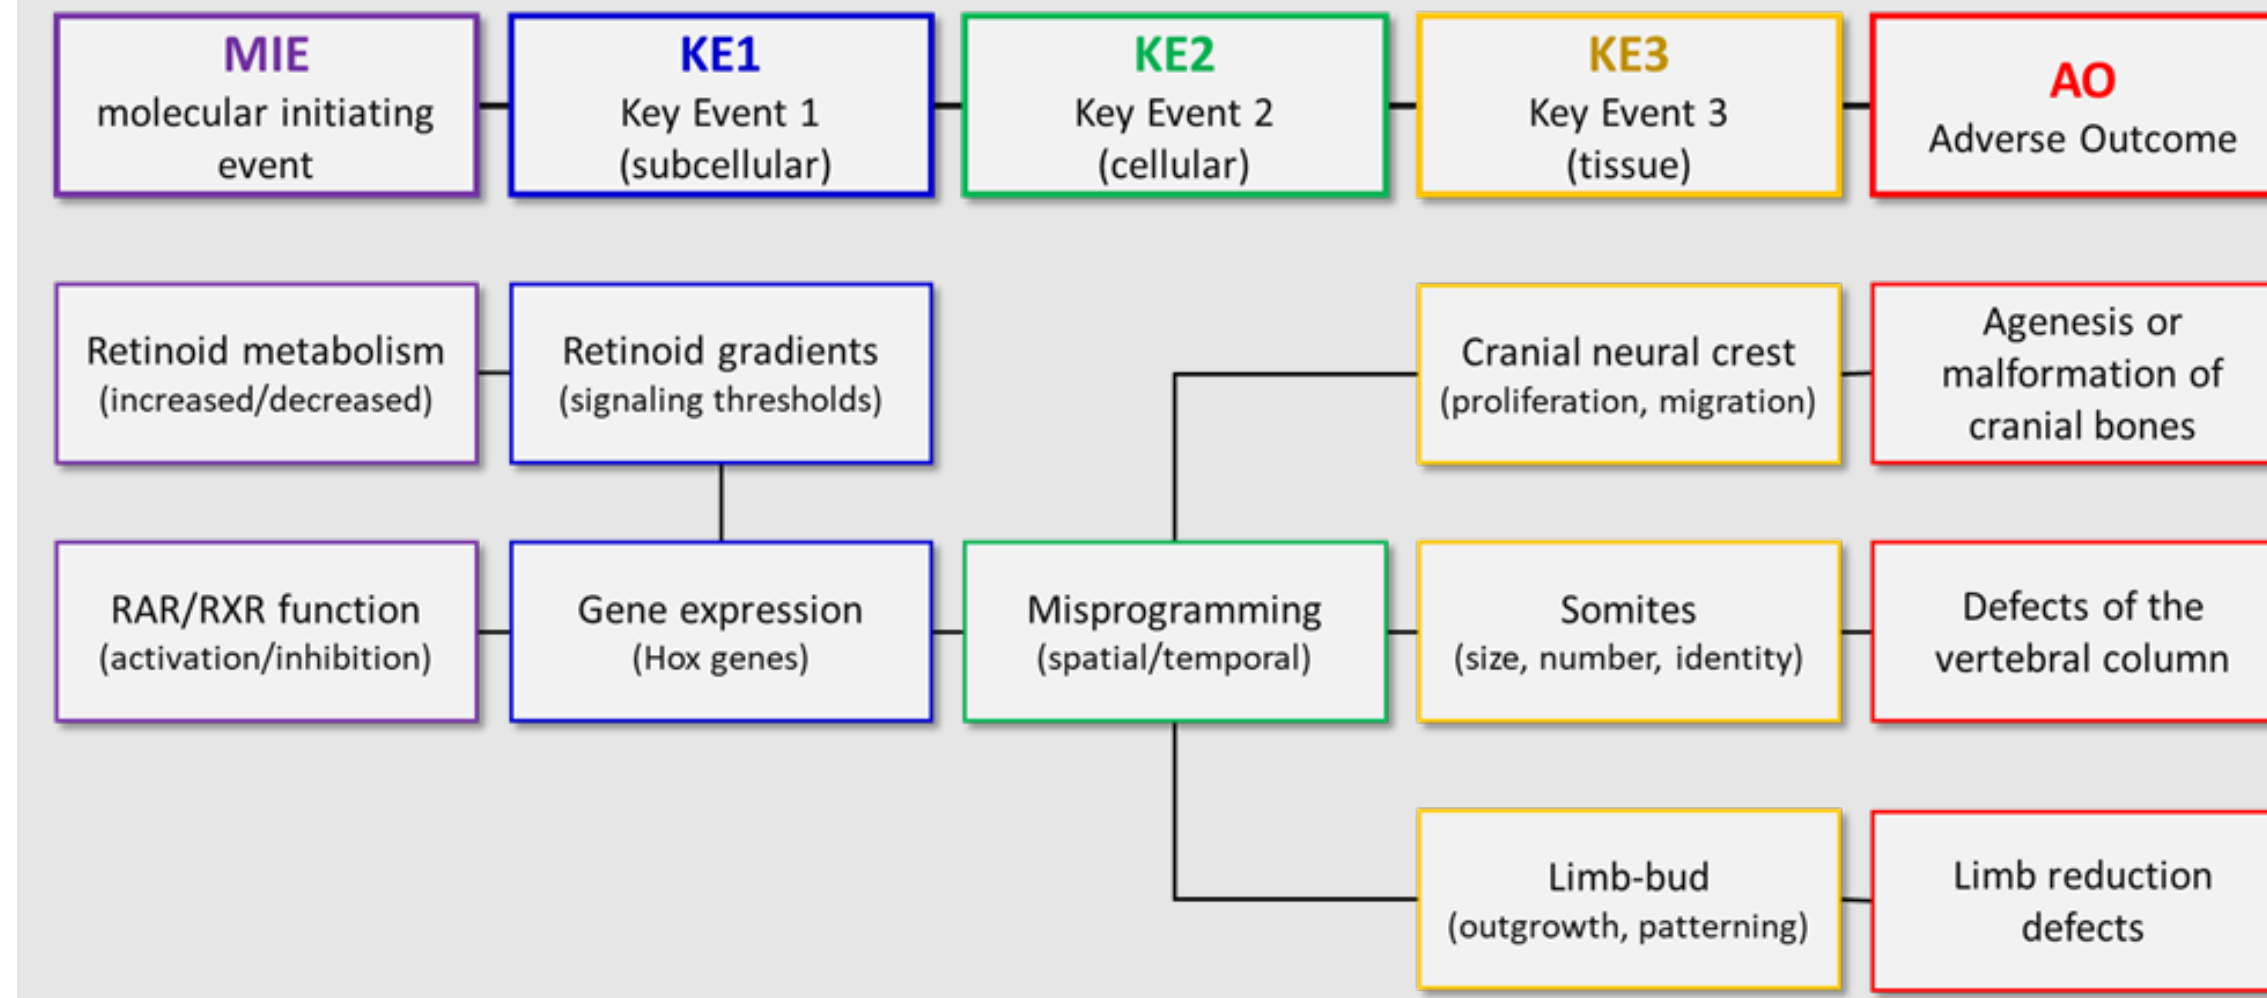 MIE
molecular initiating
event
KE1
Key Event 1
(subcellular)
KE2
Key Event 2
(cellular)
KE3
Key Event 3
(tissue)
AO
Adverse Outcome
Retinoid metabolism
(increased/decreased)
Retinoid gradients
(signaling thresholds)
Cranial neural crest
(proliferation, migration)
Agenesis or
malformation of
cranial bones
RAR/RXR function
(activation/inhibition)
Gene expression
(Hox genes)
Misprogramming
(spatial/temporal)
Somites
(size, number, identity)
Defects of the
vertebral column
Limb-bud
(outgrowth, patterning)
Limb reduction
defects